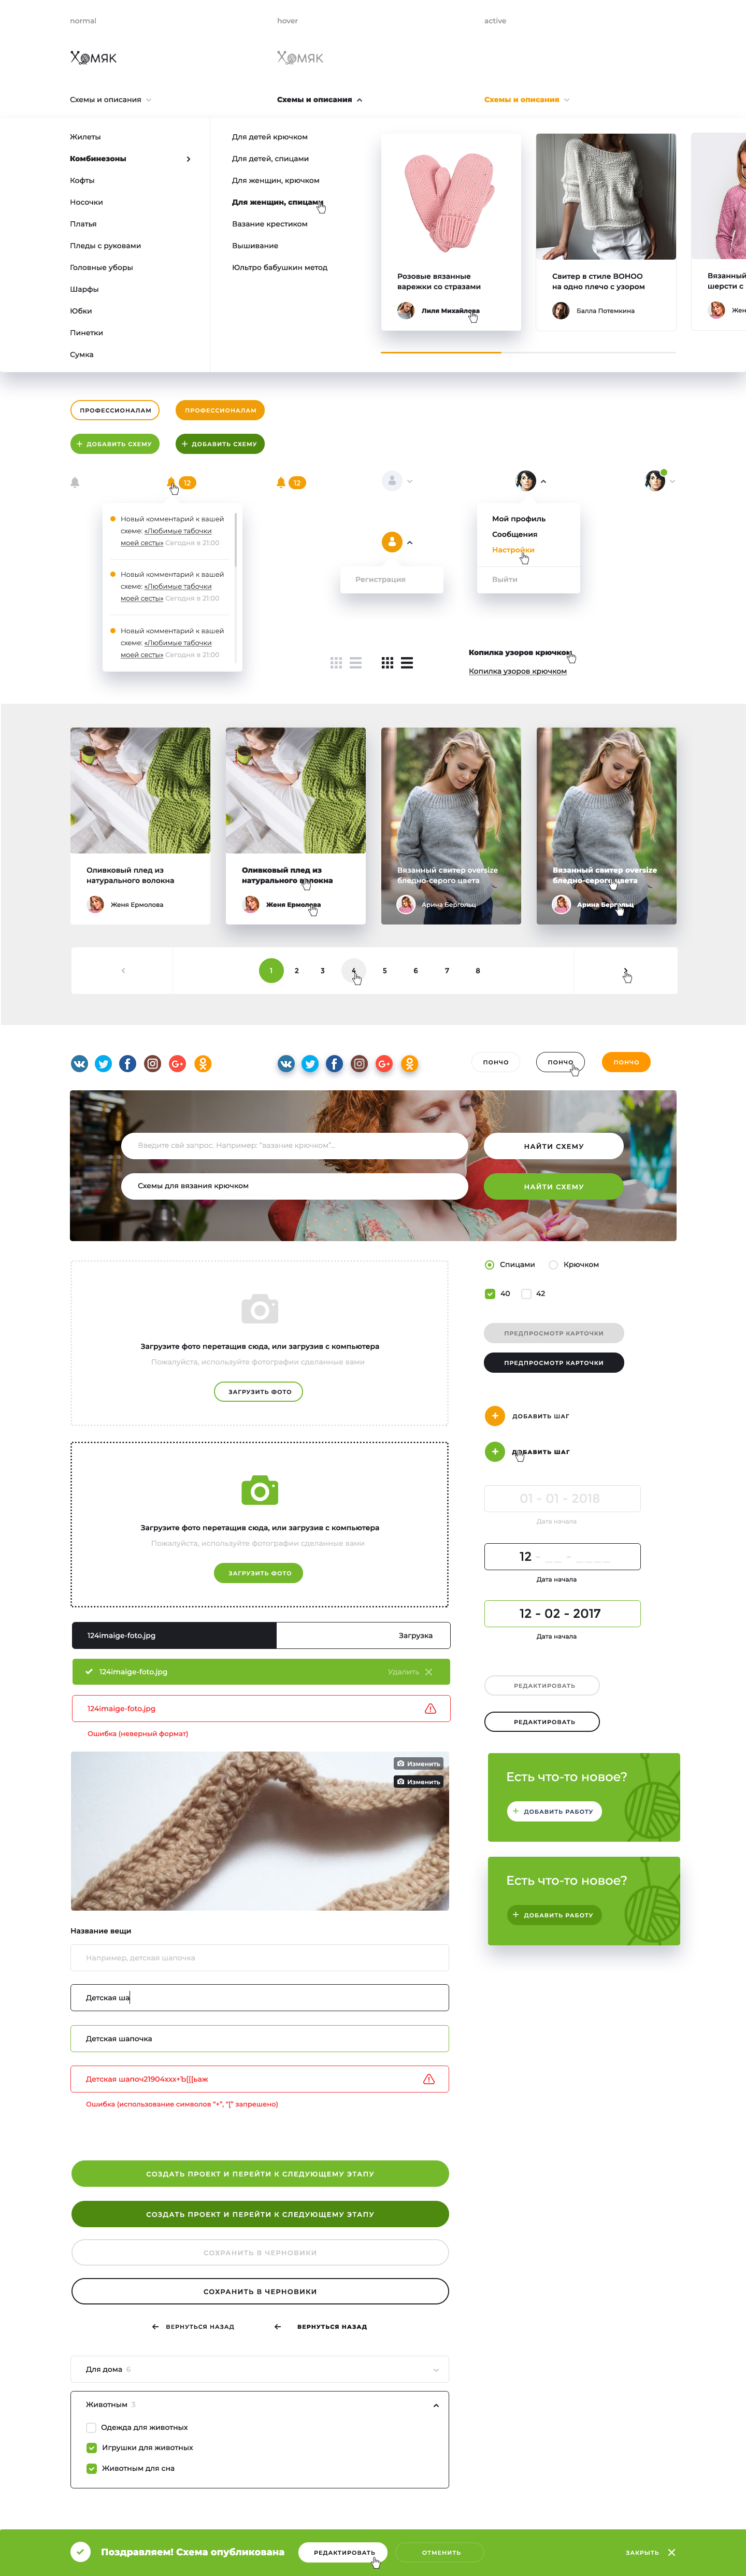 normal
hover
active
Хомяк
Хомяк
Схемы и описания
Схемы и описания
Схемы и описания
Жилеты
Комбинезоны
Кофты
Носочки
Платья
Пледы с руковами
Головные уборы
Шарфы
Юбки
Пинетки
Сумка
Для детей крючком
Для детей, спицами
Для женщин, крючком
Для женщин, спицами
Вазание крестиком
Вышивание
Юльтро бабушкин метод
Розовые вязанные
варежки со стразами
Лиля Михайлова
Свитер в стиле BOHOO
на одно плечо с узором
Балла Потемкина
Вязанный
шерсти с
Жен
ПРОФЕССИОНАЛАМ
ПРОФЕССИОНАЛАМ
+ ДОБАВИТЬ СХЕМУ
+ ДОБАВИТЬ СХЕМУ
12
12
Новый комментарий к вашей
схеме: «Любимые табочки
моей сесты» Сегодня в 21:00
Новый комментарий к вашей
схеме: «Любимые табочки
моей сесты» Сегодня в 21:00
Новый комментарий к вашей
схеме: «Любимые табочки
моей сесты» Сегодня в 21:00
Регистрация
Мой профиль
Сообщения
Настройки
Выйти
Копилка узоров крючком
Копилка узоров крючком
Оливковый плед из
натурального волокна
Женя Ермолова
Оливковый плед из
натурального волокна
Женя Ермолова
Вязанный свитер oversize
бледно-серого цвета
Арина Бергольц
Вязанный свитер oversize
бледно-серого цвета
Арина Бергольц
1 2 3 4 5 6 7 8
ПОНЧО
ПОНЧО
ПОНЧО
Введите свй запрос. Например: "вазание крючком"...
НАЙТИ СХЕМУ
Схемы для вязания крючком
НАЙТИ СХЕМУ
Загрузите фото перетащив сюда, или загрузив с компьютера
Пожалуйста, используйте фотографии сделанные вами
ЗАГРУЗИТЬ ФОТО
Загрузите фото перетащив сюда, или загрузив с компьютера
Пожалуйста, используйте фотографии сделанные вами
ЗАГРУЗИТЬ ФОТО
Спицами
Крючком
40
42
ПРЕДПРОСМОТР КАРТОЧКИ
ПРЕДПРОСМОТР КАРТОЧКИ
+ ДОБАВИТЬ ШАГ
+ ДОБАВИТЬ ШАГ
01 - 01 - 2018
Дата начала
12 - __ - ____
Дата начала
12 - 02 - 2017
Дата начала
124imaige-foto.jpg
Загрузка
124imaige-foto.jpg
Удалить
124imaige-foto.jpg
Ошибка (неверный формат)
РЕДАКТИРОВАТЬ
РЕДАКТИРОВАТЬ
Изменить
Изменить
Есть что-то новое?
+ ДОБАВИТЬ РАБОТУ
Есть что-то новое?
+ ДОБАВИТЬ РАБОТУ
Название вещи
Например, детская шапочка
Детская ша
Детская шапочка
Детская шапоч21904xxx+Ъ[[]ьаж
Ошибка (использование символов "+", "[" запрешено)
СОЗДАТЬ ПРОЕКТ И ПЕРЕЙТИ К СЛЕДУЮЩЕМУ ЭТАПУ
СОЗДАТЬ ПРОЕКТ И ПЕРЕЙТИ К СЛЕДУЮЩЕМУ ЭТАПУ
СОХРАНИТЬ В ЧЕРНОВИКИ
СОХРАНИТЬ В ЧЕРНОВИКИ
ВЕРНУТЬСЯ НАЗАД
ВЕРНУТЬСЯ НАЗАД
Для дома 6
Животным 3
Одежда для животных
Игрушки для животных
Животным для сна
Поздравляем! Схема опубликована
РЕДАКТИРОВАТЬ
ОТМЕНИТЬ
ЗАКРЫТЬ